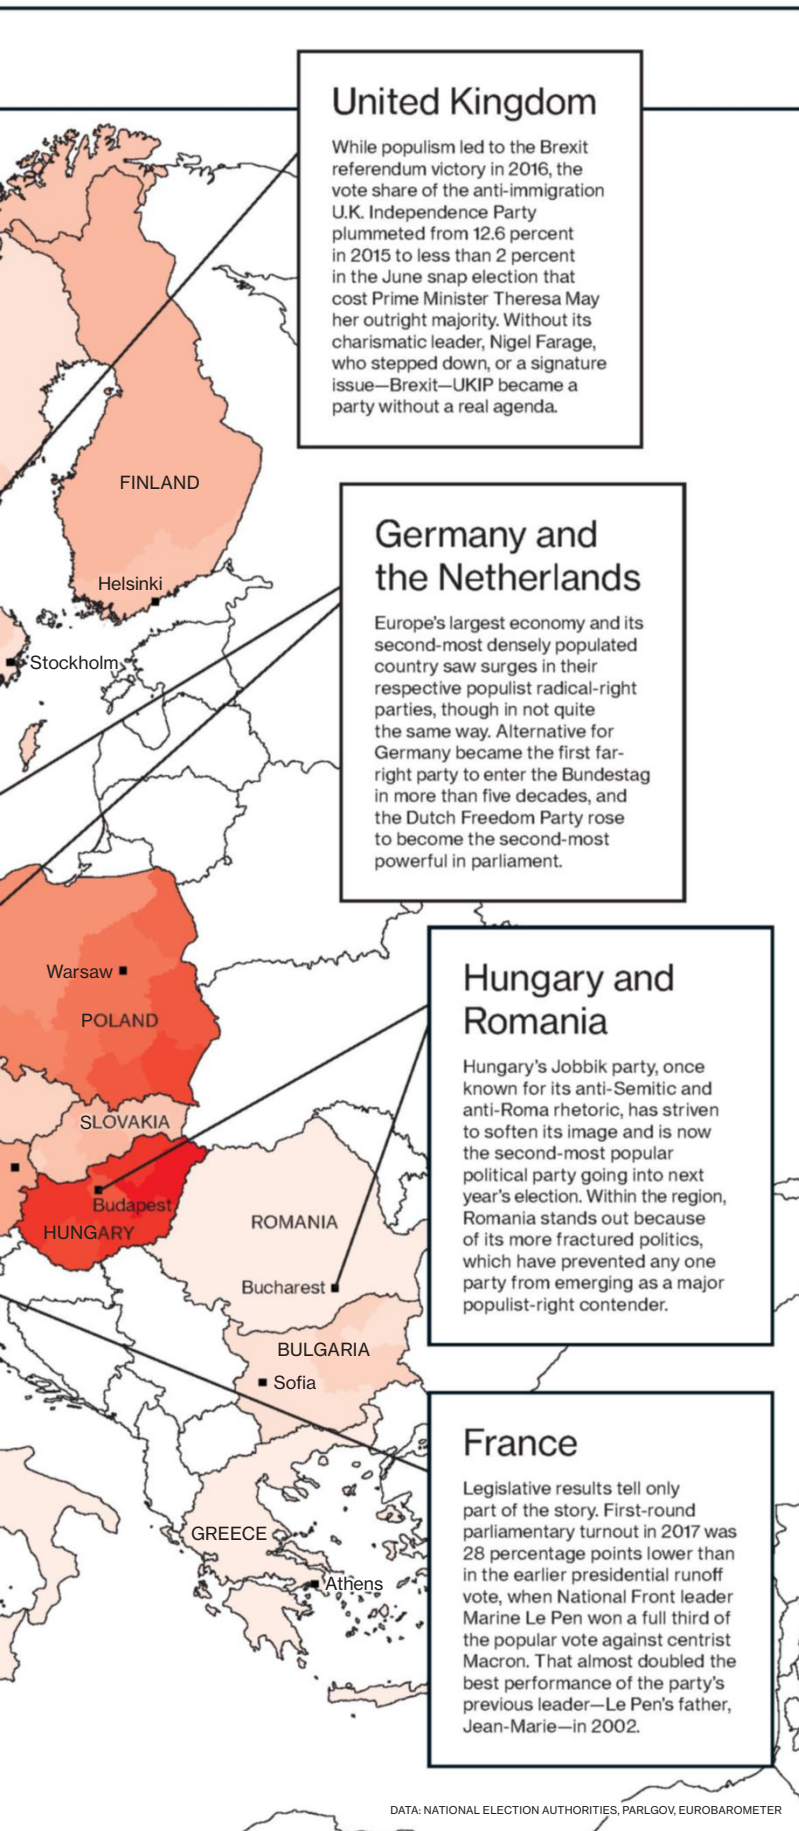 United Kingdom
While populism led to the Brexit
referendum victory in 2016, the
vote share of the anti-immigration
U.K. Independence Party
plummeted from 12.6 percent
in 2015 to less than 2 percent
in the June snap election that
cost Prime Minister Theresa May
her outright majority. Without its
charismatic leader, Nigel Farage,
who stepped down, or a signature
issue—Brexit—UKIP became a
party without a real agenda.
FINLAND
Helsinki
Stockholm
Germany and
the Netherlands
Europe's largest economy and its
second-most densely populated
country saw surges in their
respective populist radical-right
parties, though in not quite
the same way. Alternative for
Germany became the first far-
right party to enter the Bundestag
in more than five decades, and
the Dutch Freedom Party rose
to become the second-most
powerful in parliament.
Warsaw
POLAND
SLOVAKIA
Budapest
HUNGARY
ROMANIA
Bucharest
Hungary and
Romania
Hungary's Jobbik party, once
known for its anti-Semitic and
anti-Roma rhetoric, has striven
to soften its image and is now
the second-most popular
political party going into next
year's election. Within the region,
Romania stands out because
of its more fractured politics,
which have prevented any one
party from emerging as a major
populist-right contender.
BULGARIA
Sofia
GREECE
Athens
France
Legislative results tell only
part of the story. First-round
parliamentary turnout in 2017 was
28 percentage points lower than
in the earlier presidential runoff
vote, when National Front leader
Marine Le Pen won a full third of
the popular vote against centrist
Macron. That almost doubled the
best performance of the party's
previous leader—Le Pen's father,
Jean-Marie—in 2002.
DATA: NATIONAL ELECTION AUTHORITIES, PARLGOV, EUROBAROMETER